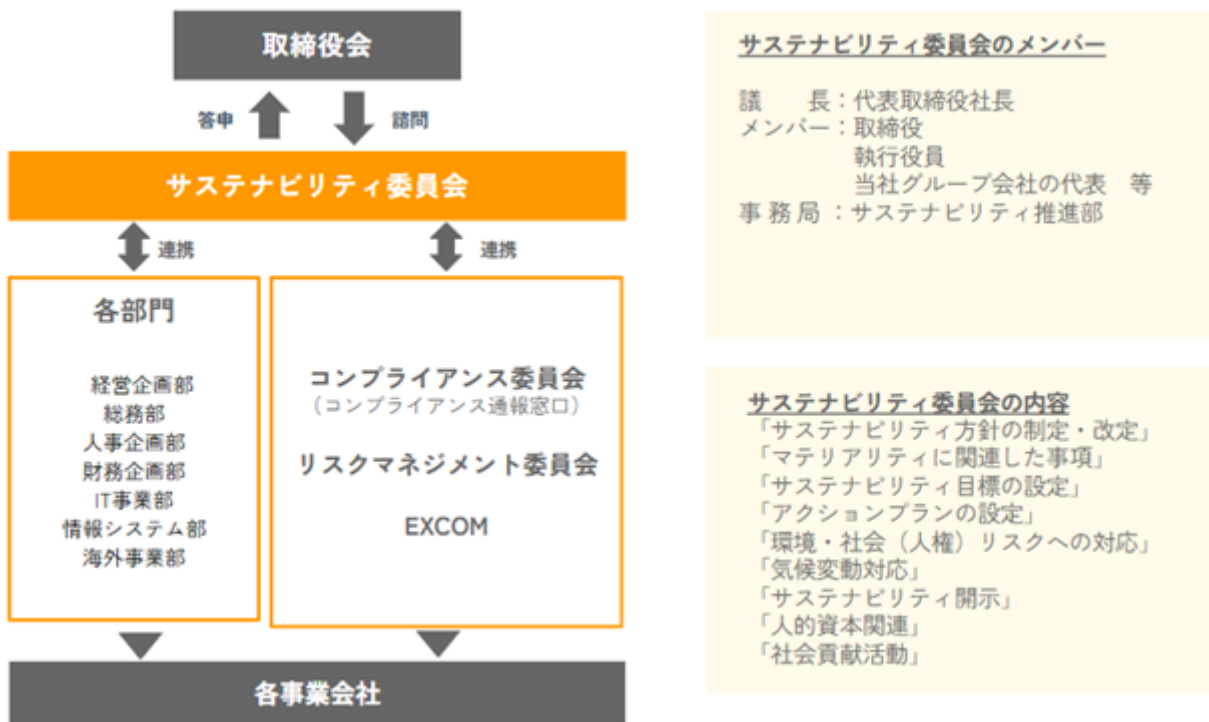 取締役会
答申
諮問
サステナビリティ委員会
連携
連携
各部門
経営企画部
総務部
人事企画部
財務企画部
IT事業部
情報システム部
海外事業部
コンプライアンス委員会
（コンプライアンス通報窓口）
リスクマネジメント委員会
EXCOM
各事業会社
サステナビリティ委員会のメンバー
議　　長：代表取締役社長
メンバー：取締役
執行役員
当社グループ会社の代表　等
事 務 局 ：サステナビリティ推進部
サステナビリティ委員会の内容
「サステナビリティ方針の制定・改定」
「マテリアリティに関連した事項」
「サステナビリティ目標の設定」
「アクションプランの設定」
「環境・社会（人権）リスクへの対応」
「気候変動対応」
「サステナビリティ開示」
「人的資本関連」
「社会貢献活動」